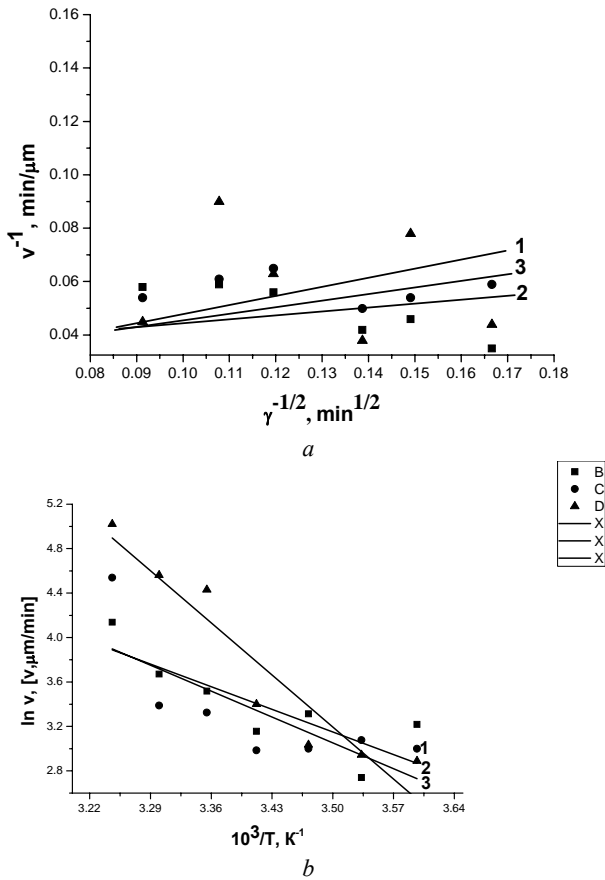 0.16
0.14
0.12
0.10
0.08
0.06
0.04
v⁻¹, min/μm
1
3
2
0.08 0.09 0.10 0.11 0.12 0.13 0.14 0.15 0.16 0.17 0.18
γ⁻¹/², min¹/²
a
B
C
D
X
X
X
5.2
4.8
4.4
4.0
3.6
3.2
2.8
ln v, [v,μm/min]
1
2
3
3.22 3.29 3.36 3.43 3.50 3.57 3.64
10³/T, K⁻¹
b